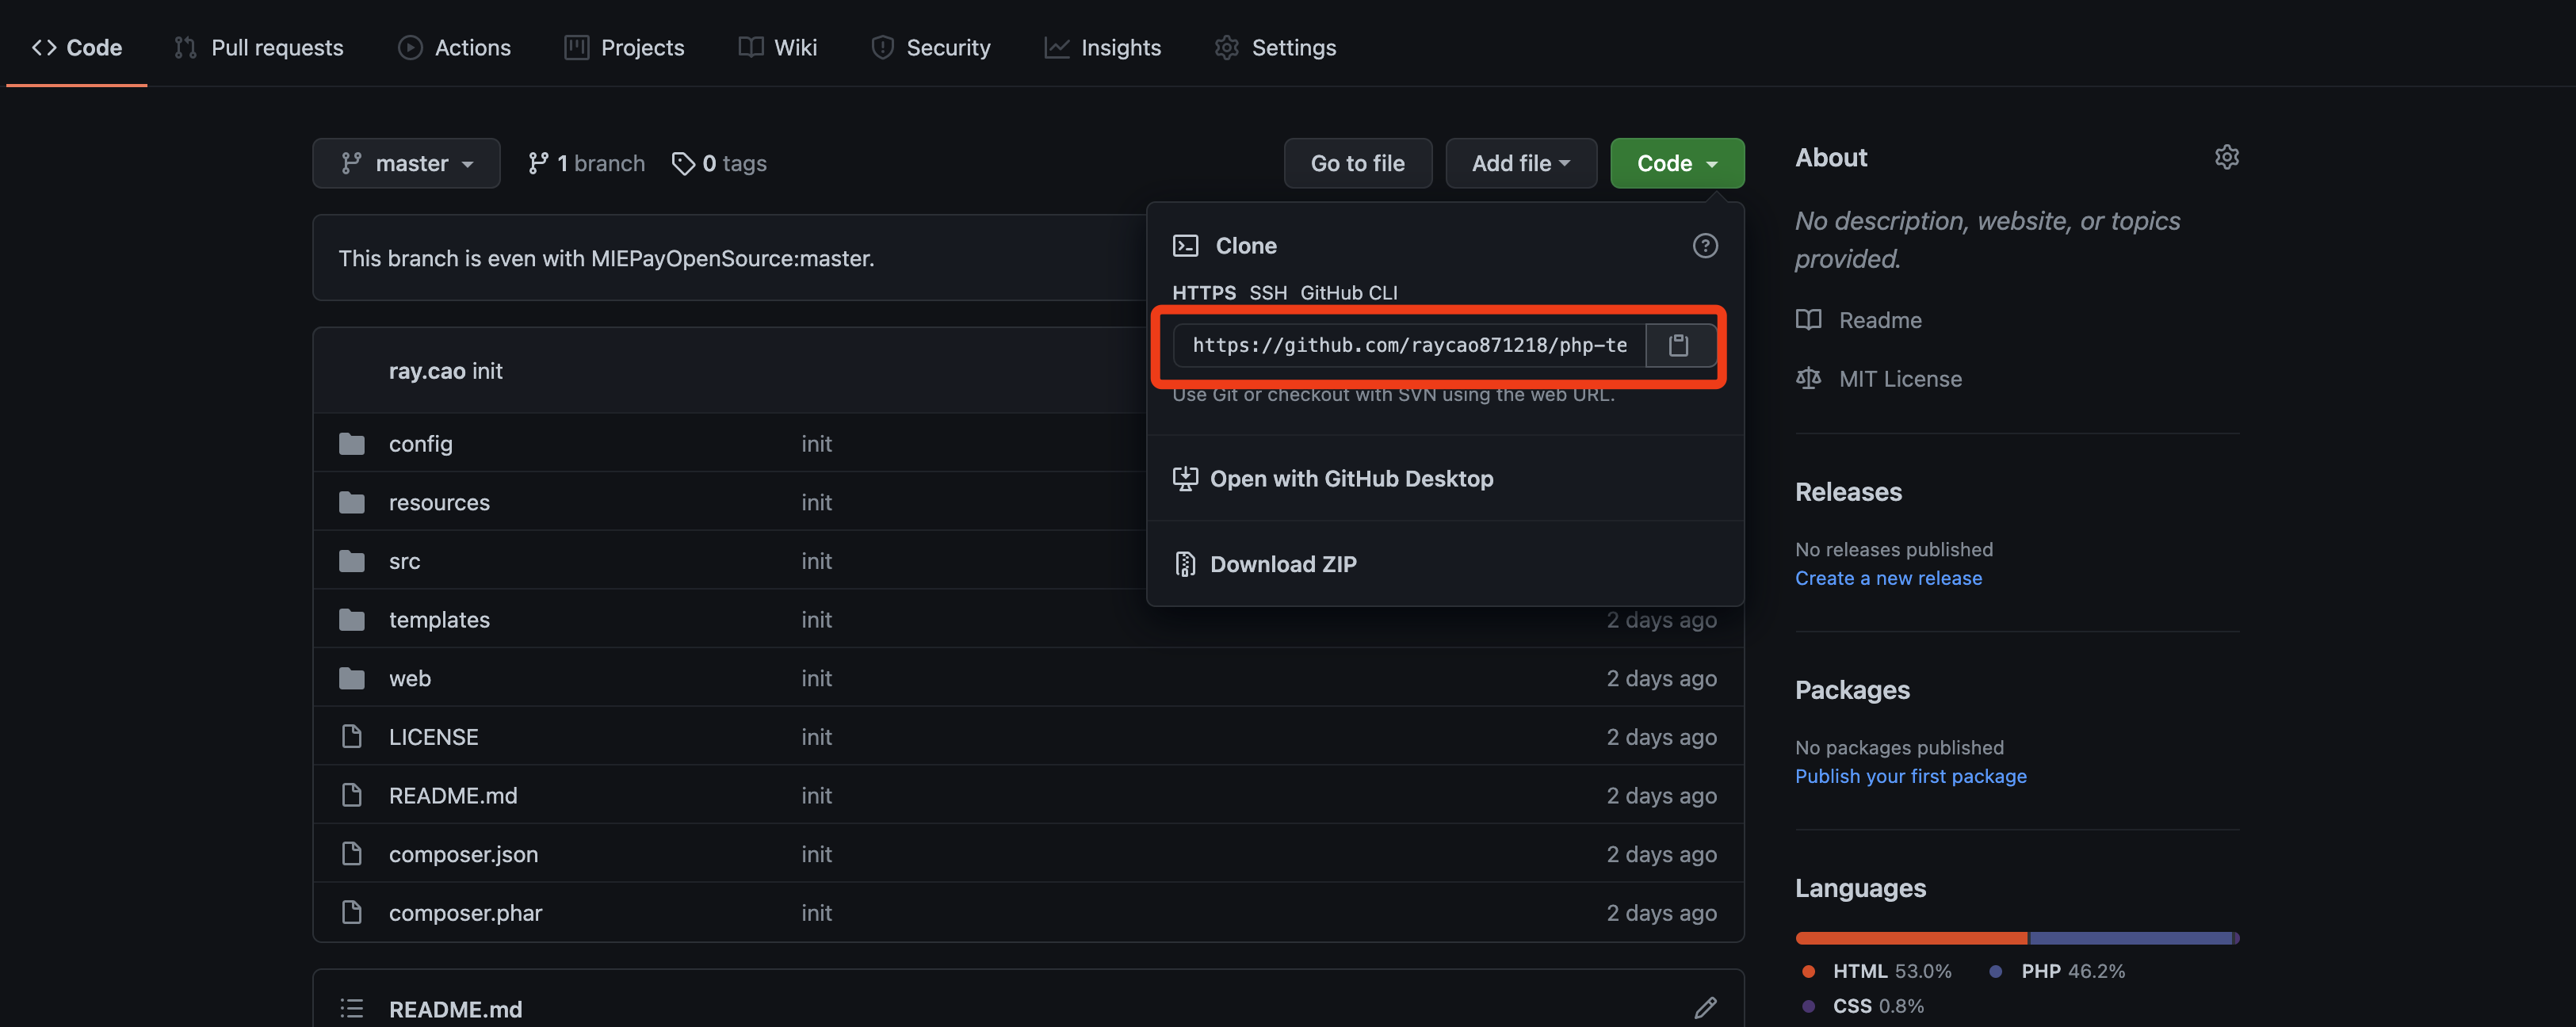 Code Pull requests Actions Projects Wiki Security Insights Settings
master 1 branch 0 tags Go to file Add file Code
This branch is even with MIEPayOpenSource:master.
Clone
HTTPS SSH GitHub CLI
https://github.com/raycao871218/php-te
Use Git or checkout with SVN using the web URL.
Open with GitHub Desktop
Download ZIP
ray.cao init
config init
resources init
src init
templates init 2 days ago
web init 2 days ago
LICENSE init 2 days ago
README.md init 2 days ago
composer.json init 2 days ago
composer.phar init 2 days ago
README.md
About
No description, website, or topics
provided.
Readme
MIT License
Releases
No releases published
Create a new release
Packages
No packages published
Publish your first package
Languages
HTML 53.0% PHP 46.2%
CSS 0.8%